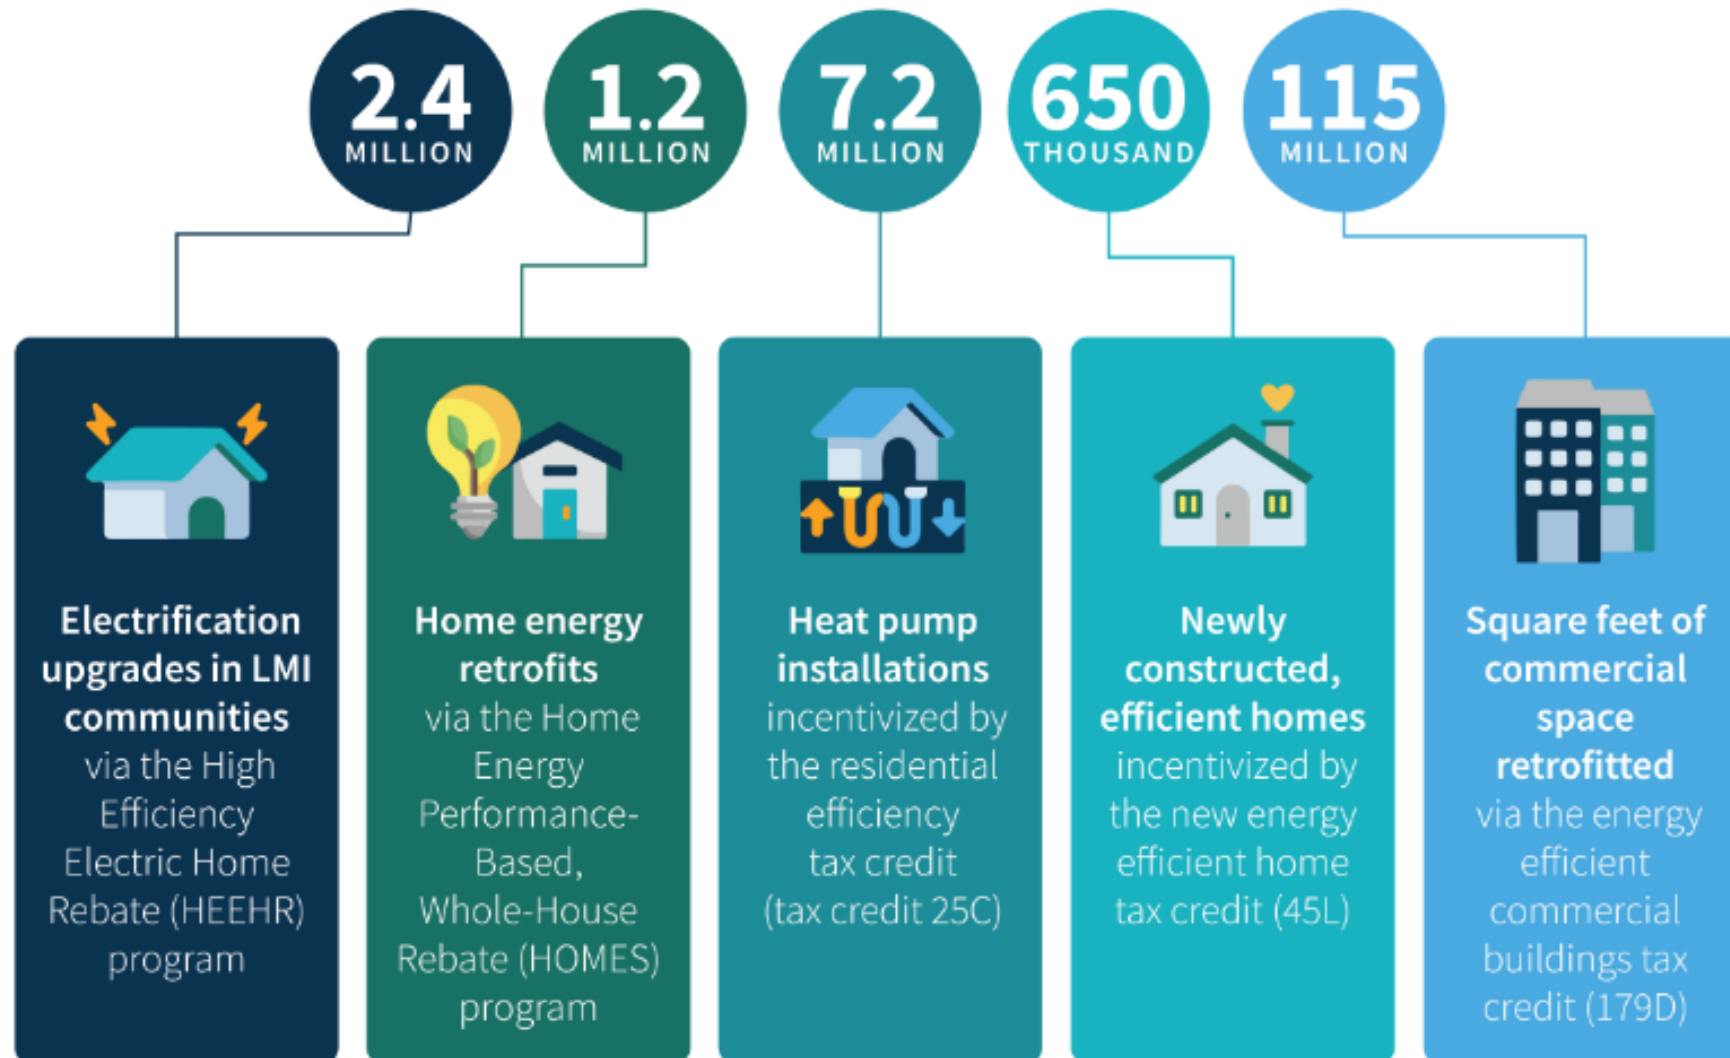 2.4
MILLION
1.2
MILLION
7.2
MILLION
650
THOUSAND
115
MILLION
Electrification
upgrades in LMI
communities
via the High
Efficiency
Electric Home
Rebate (HEEHR)
program
Home energy
retrofits
via the Home
Energy
Performance-
Based,
Whole-House
Rebate (HOMES)
program
Heat pump
installations
incentivized by
the residential
efficiency
tax credit
(tax credit 25C)
Newly
constructed,
efficient homes
incentivized by
the new energy
efficient home
tax credit (45L)
Square feet of
commercial
space
retrofitted
via the energy
efficient
commercial
buildings tax
credit (179D)